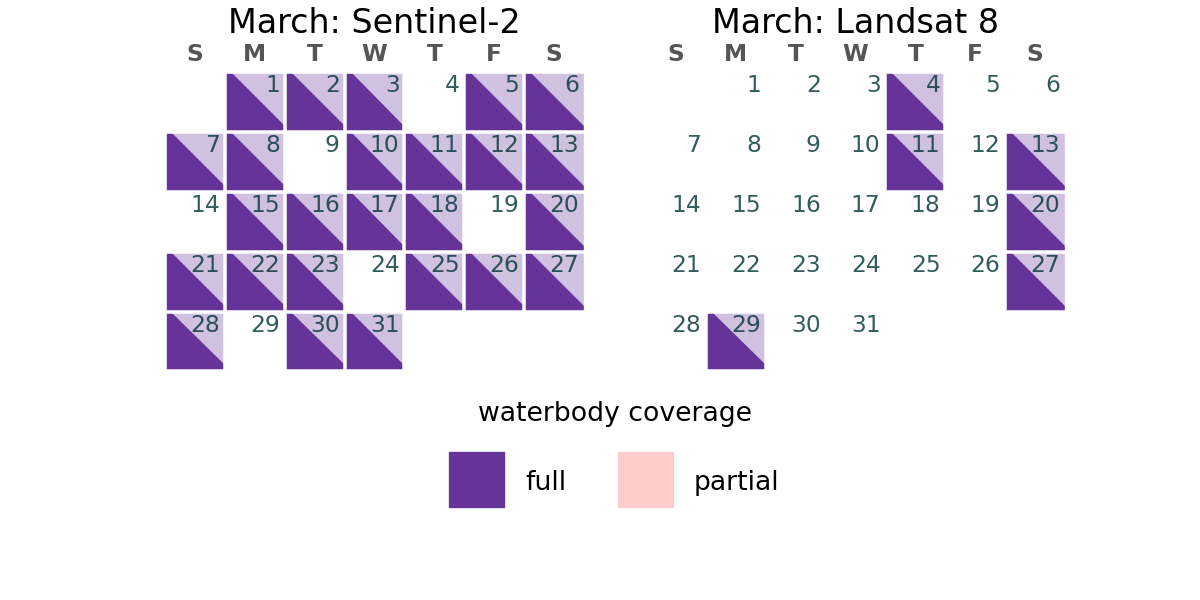 March: Sentinel-2
S M T W T F S
1 2 3 4 5 6
7 8 9 10 11 12 13
14 15 16 17 18 19 20
21 22 23 24 25 26 27
28 29 30 31
March: Landsat 8
S M T W T F S
1 2 3 4 5 6
7 8 9 10 11 12 13
14 15 16 17 18 19 20
21 22 23 24 25 26 27
28 29 30 31
waterbody coverage
full partial